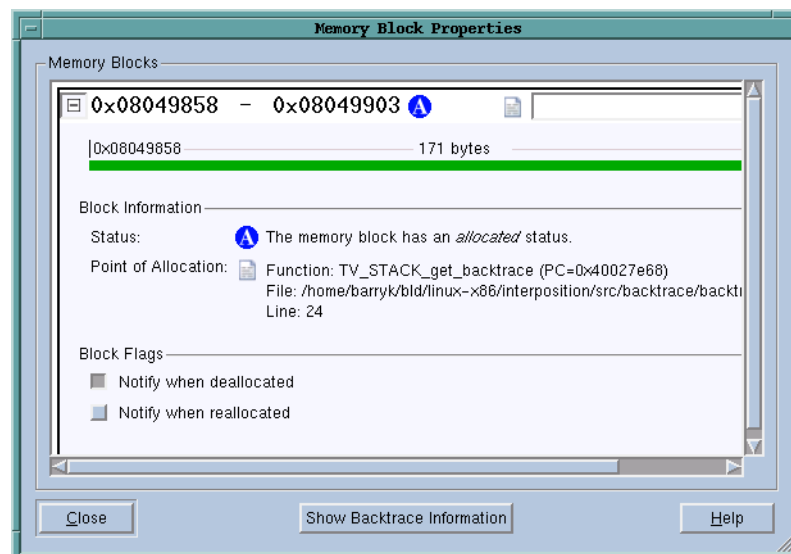 Memory Block Properties
Memory Blocks
0x08049858 - 0x08049903 A
0x08049858 171 bytes
Block Information
Status: A The memory block has an allocated status.
Point of Allocation: Function: TV_STACK_get_backtrace (PC=0x40027e68)
File: /home/barryk/bld/linux-x86/interposition/src/backtrace/backtr
Line: 24
Block Flags
Notify when deallocated
Notify when reallocated
Close Show Backtrace Information Help